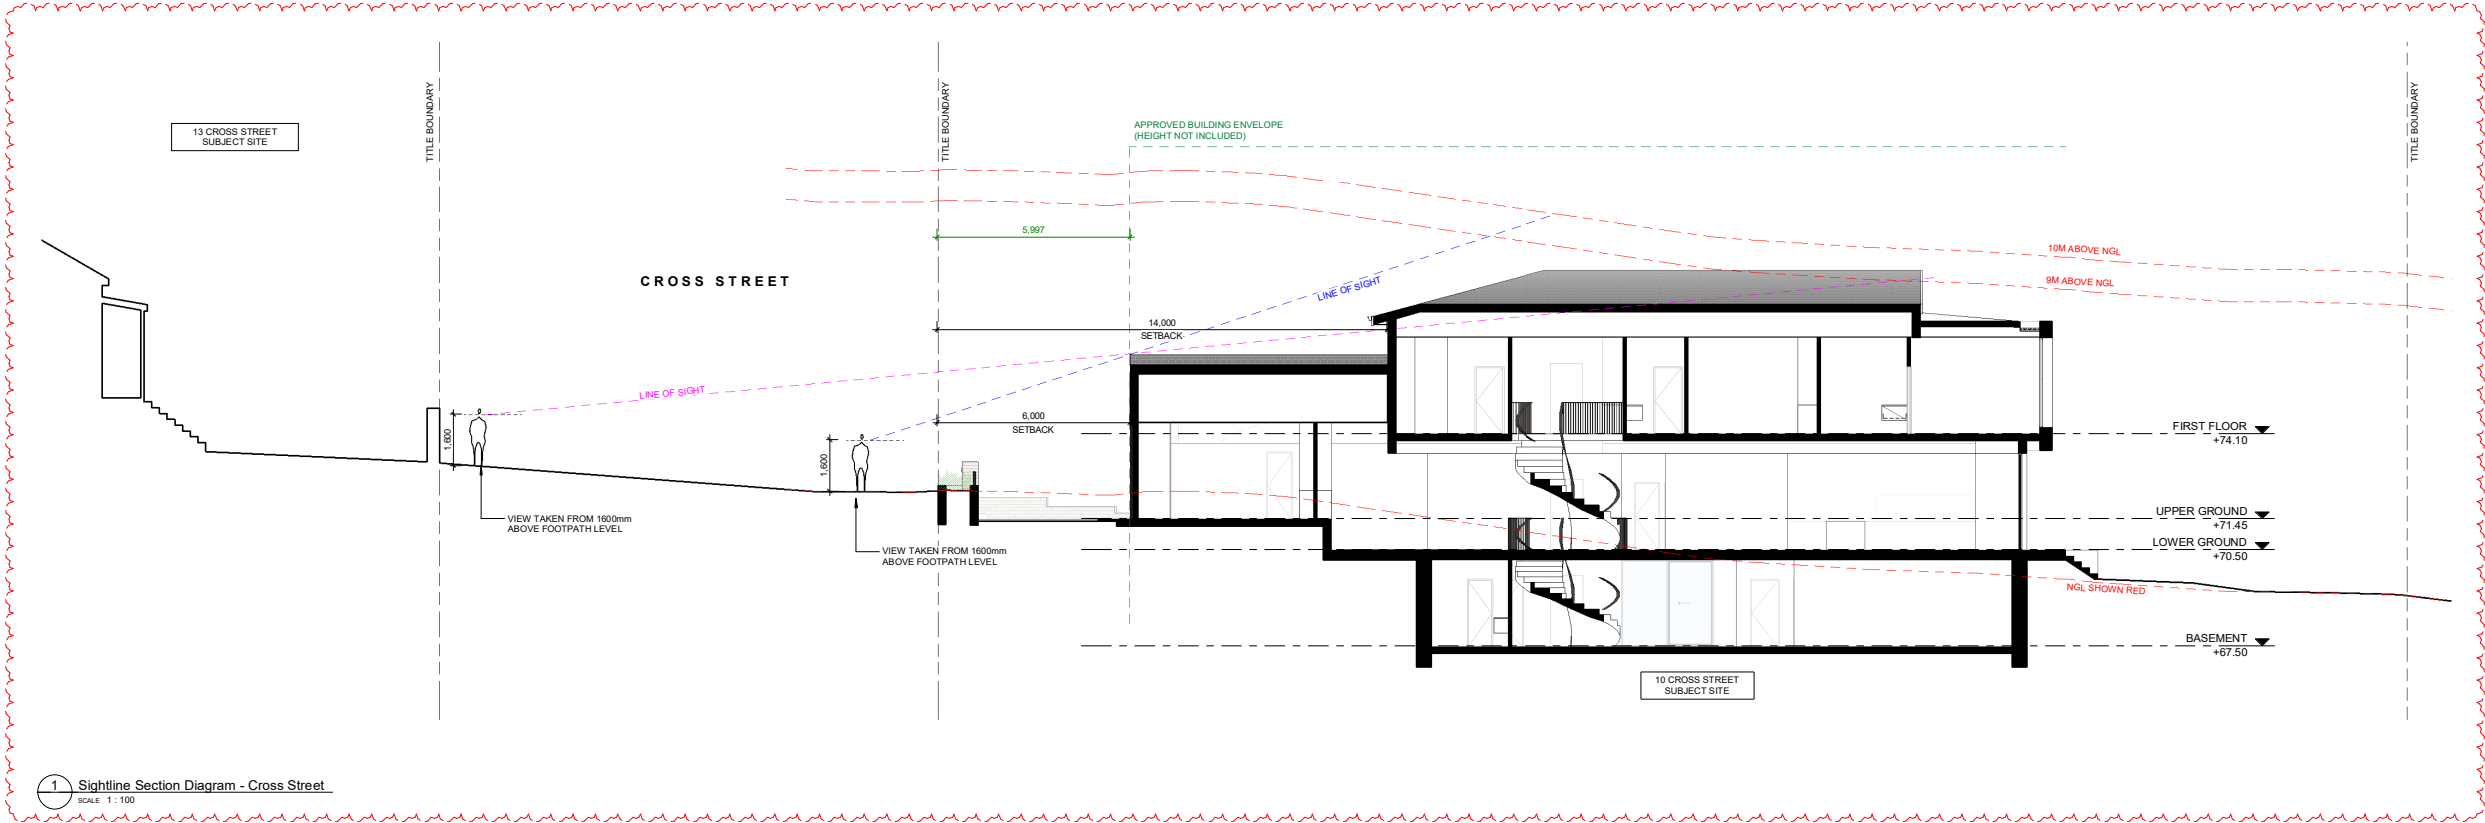 TITLE BOUNDARY
TITLE BOUNDARY
TITLE BOUNDARY
13 CROSS STREET
SUBJECT SITE
APPROVED BUILDING ENVELOPE
(HEIGHT NOT INCLUDED)
5,997
CROSS STREET
10M ABOVE NGL
9M ABOVE NGL
LINE OF SIGHT
14,000
SETBACK
LINE OF SIGHT
6,000
SETBACK
1,600
1,600
FIRST FLOOR
+74.10
VIEW TAKEN FROM 1600mm
ABOVE FOOTPATH LEVEL
VIEW TAKEN FROM 1600mm
ABOVE FOOTPATH LEVEL
UPPER GROUND
+71.45
LOWER GROUND
+70.50
NGL SHOWN RED
BASEMENT
+67.50
10 CROSS STREET
SUBJECT SITE
1
Sightline Section Diagram - Cross Street
SCALE 1 : 100